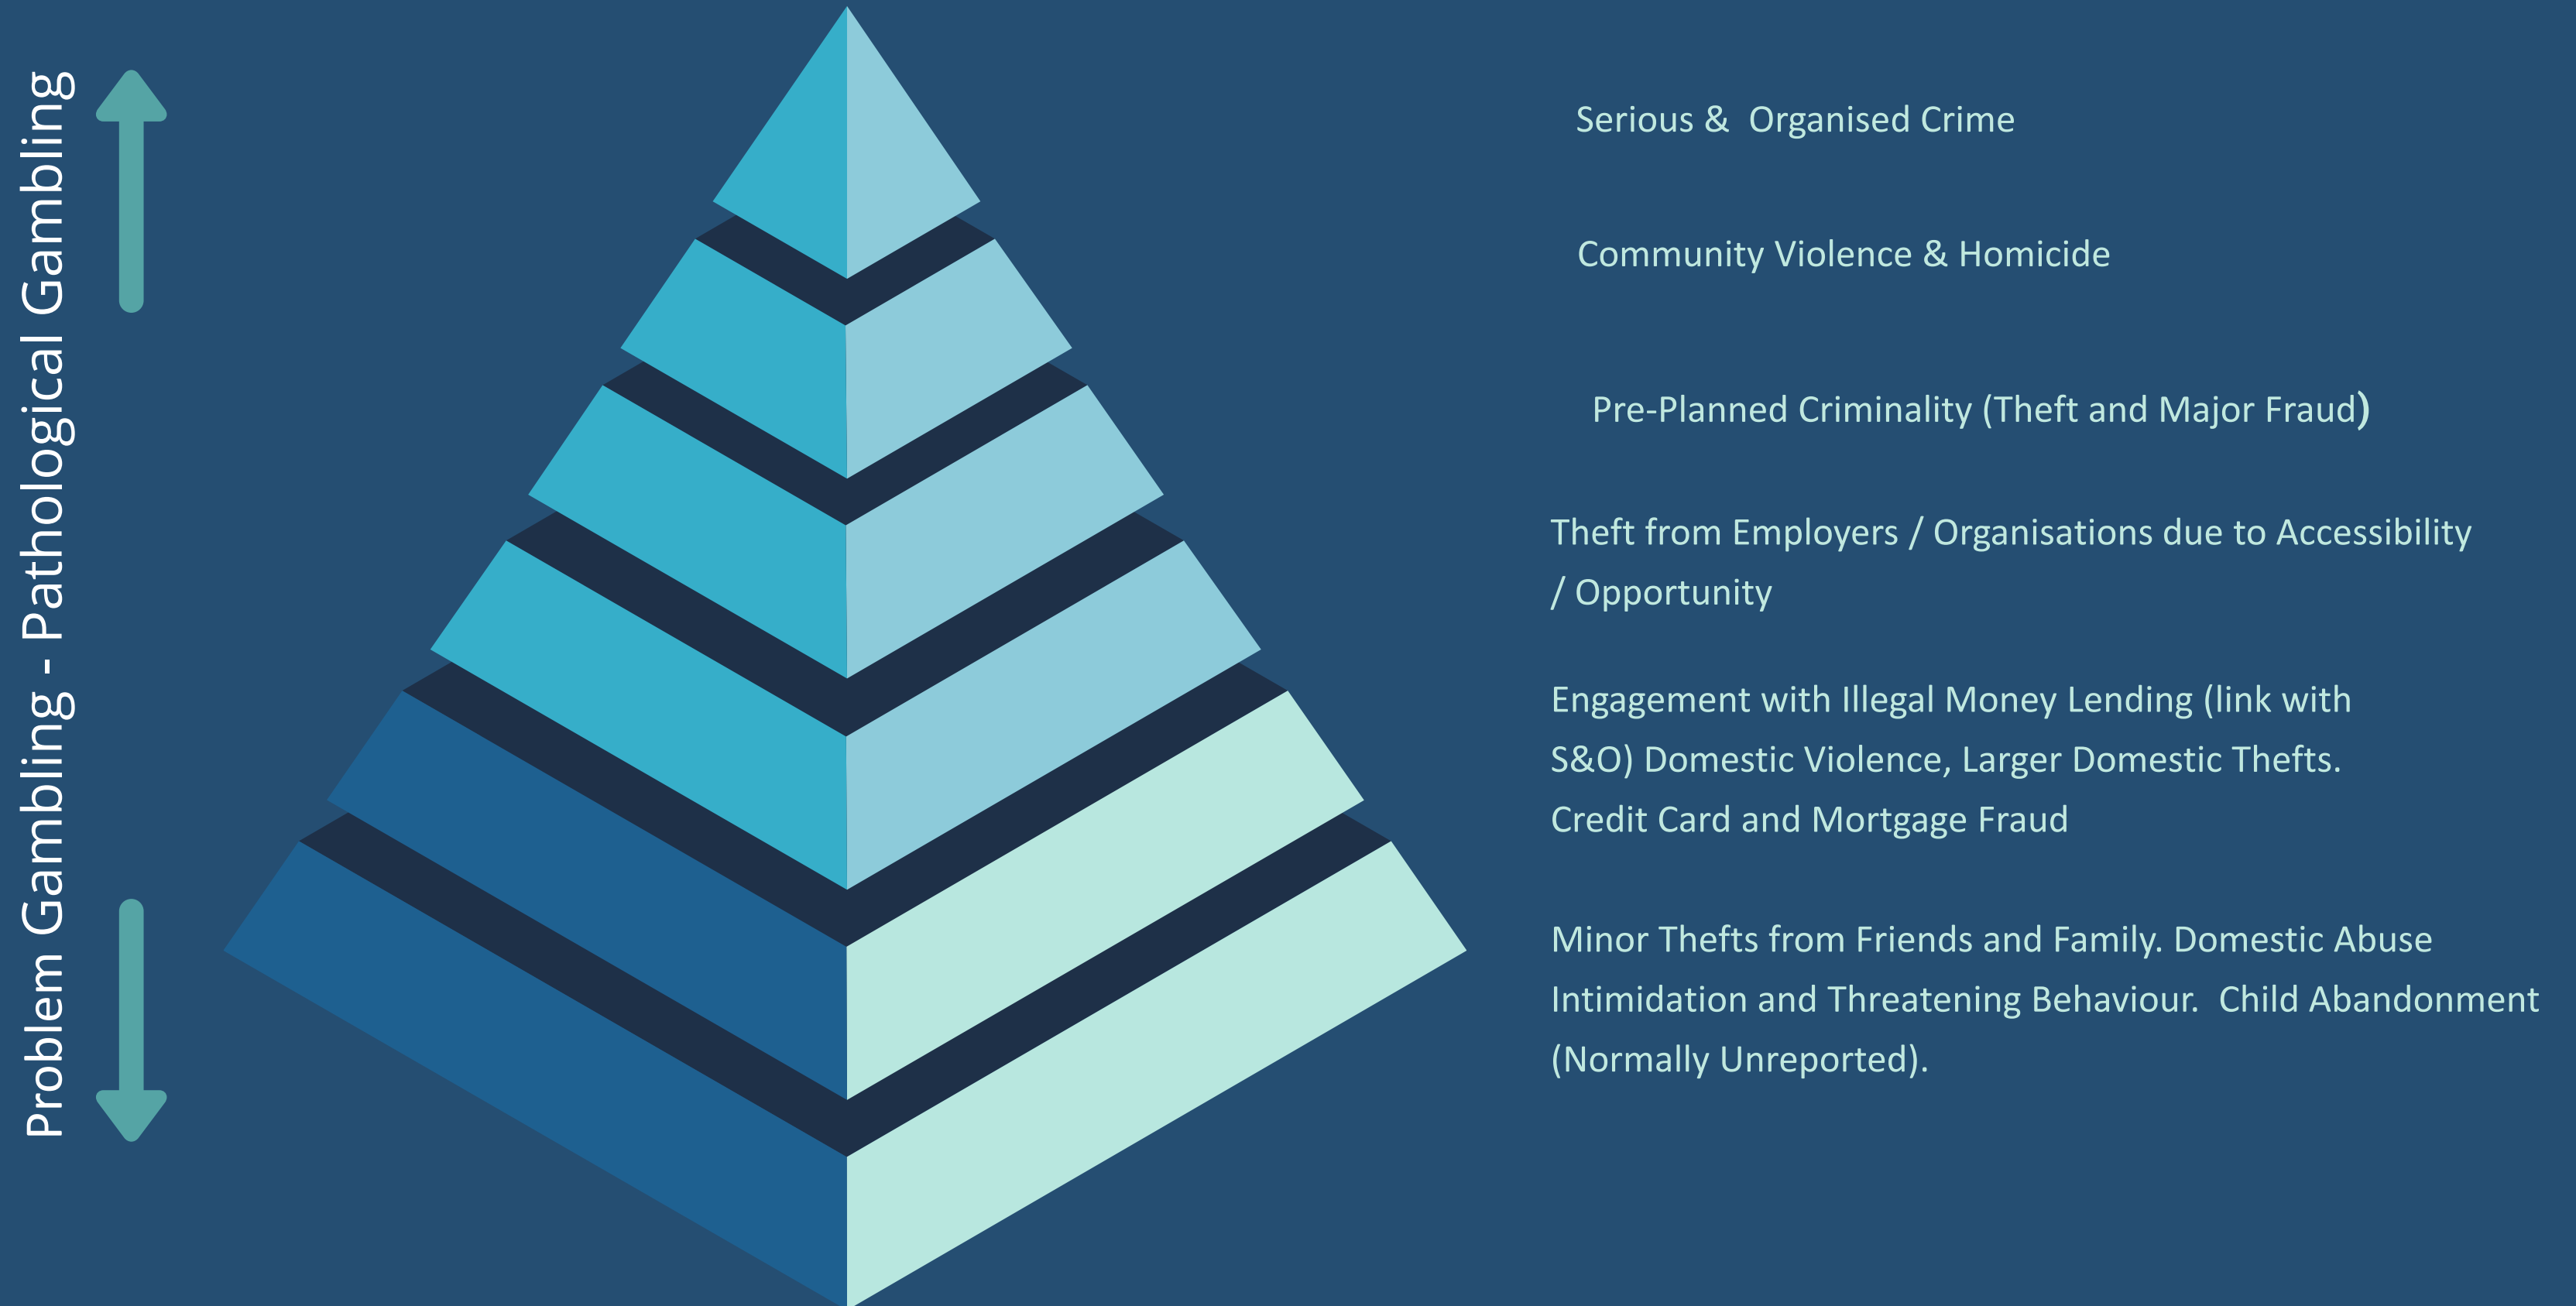 Problem Gambling - Pathological Gambling
Serious &  Organised Crime
Community Violence & Homicide
Pre-Planned Criminality (Theft and Major Fraud)
Theft from Employers / Organisations due to Accessibility
/ Opportunity
Engagement with Illegal Money Lending (link with
S&O) Domestic Violence, Larger Domestic Thefts.
Credit Card and Mortgage Fraud
Minor Thefts from Friends and Family. Domestic Abuse
Intimidation and Threatening Behaviour.  Child Abandonment
(Normally Unreported).